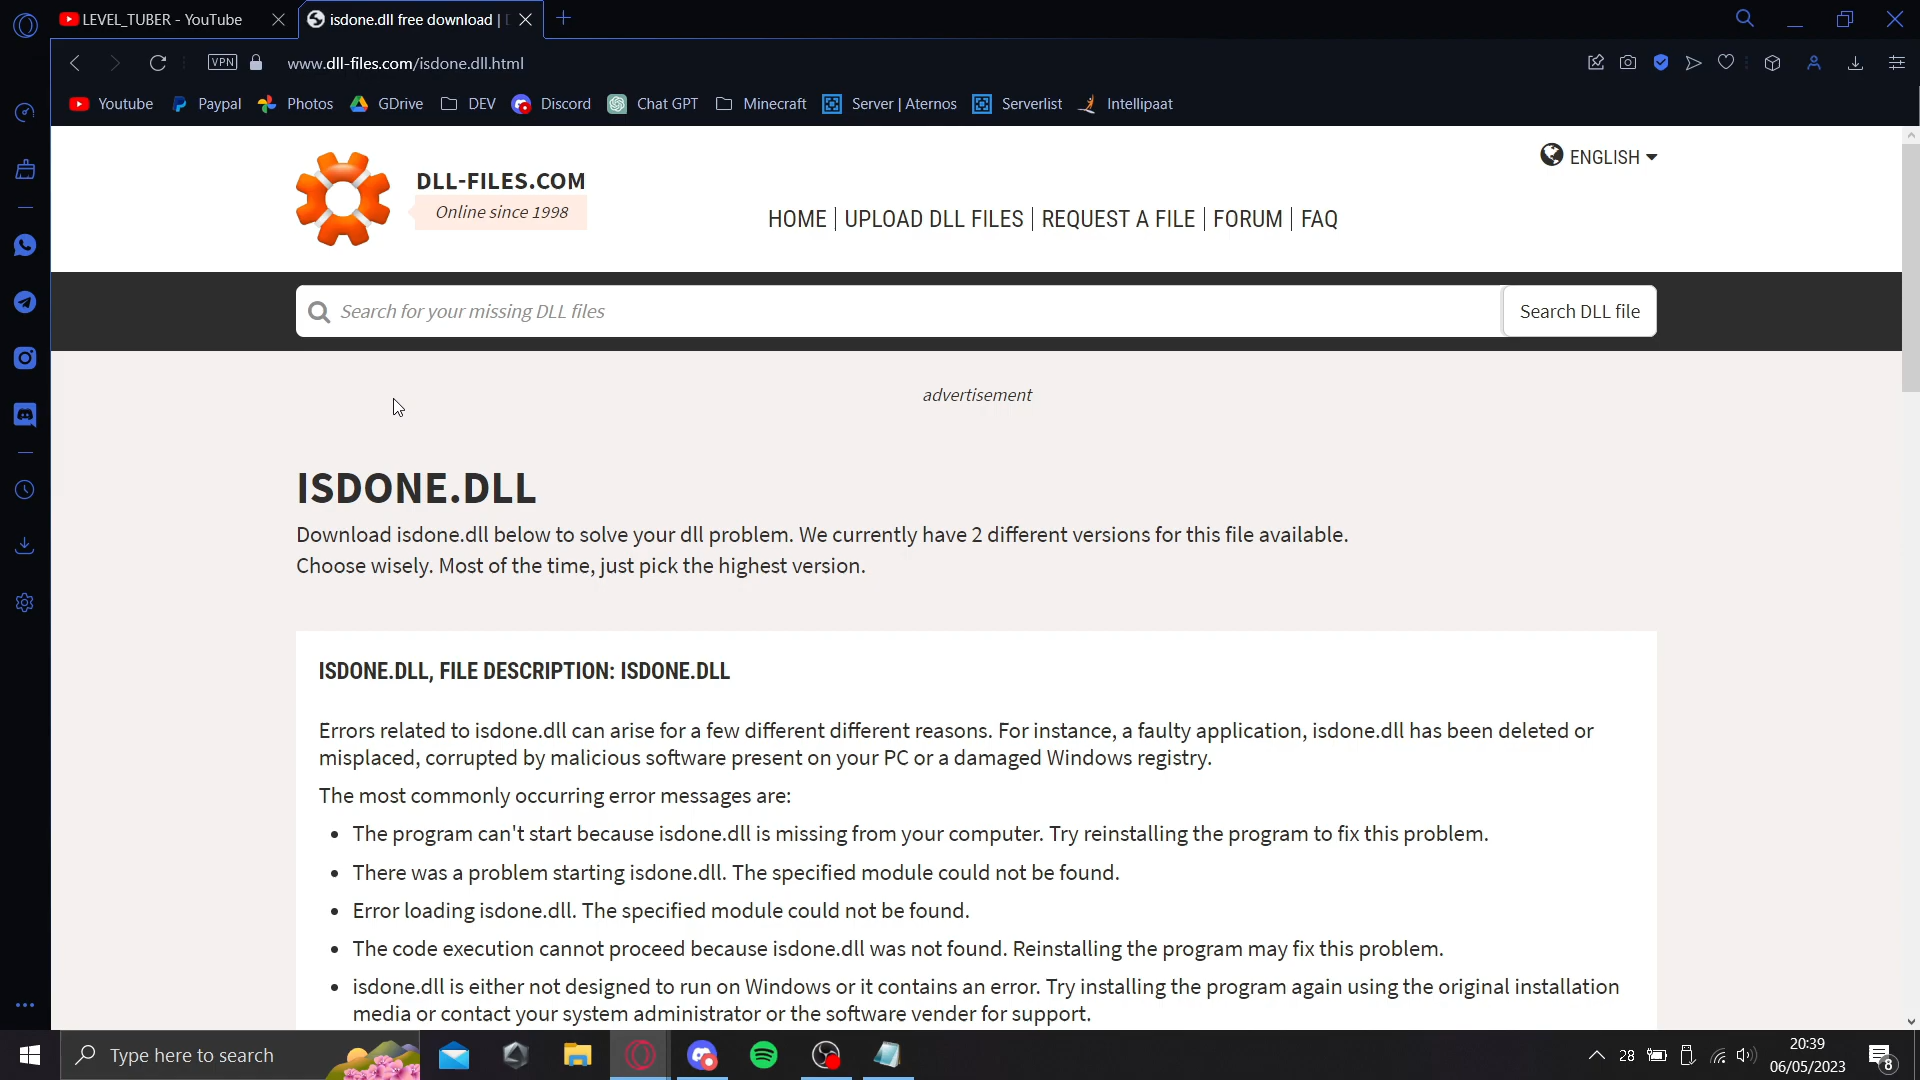 LEVEL_TUBER - YouTube
isdone.dll free download |
VPN
www.dll-files.com/isdone.dll.html
Youtube
Paypal
Photos
GDrive
DEV
Discord
Chat GPT
Minecraft
Server | Aternos
Serverlist
Intellipaat
ENGLISH
DLL-FILES.COM
Online since 1998
HOME | UPLOAD DLL FILES | REQUEST A FILE | FORUM | FAQ
Search for your missing DLL files
Search DLL file
advertisement
ISDONE.DLL
Download isdone.dll below to solve your dll problem. We currently have 2 different versions for this file available.
Choose wisely. Most of the time, just pick the highest version.
ISDONE.DLL, FILE DESCRIPTION: ISDONE.DLL
Errors related to isdone.dll can arise for a few different different reasons. For instance, a faulty application, isdone.dll has been deleted or
misplaced, corrupted by malicious software present on your PC or a damaged Windows registry.
The most commonly occurring error messages are:
• The program can't start because isdone.dll is missing from your computer. Try reinstalling the program to fix this problem.
• There was a problem starting isdone.dll. The specified module could not be found.
• Error loading isdone.dll. The specified module could not be found.
• The code execution cannot proceed because isdone.dll was not found. Reinstalling the program may fix this problem.
• isdone.dll is either not designed to run on Windows or it contains an error. Try installing the program again using the original installation
media or contact your system administrator or the software vender for support.
Type here to search
28
20:39
06/05/2023
8